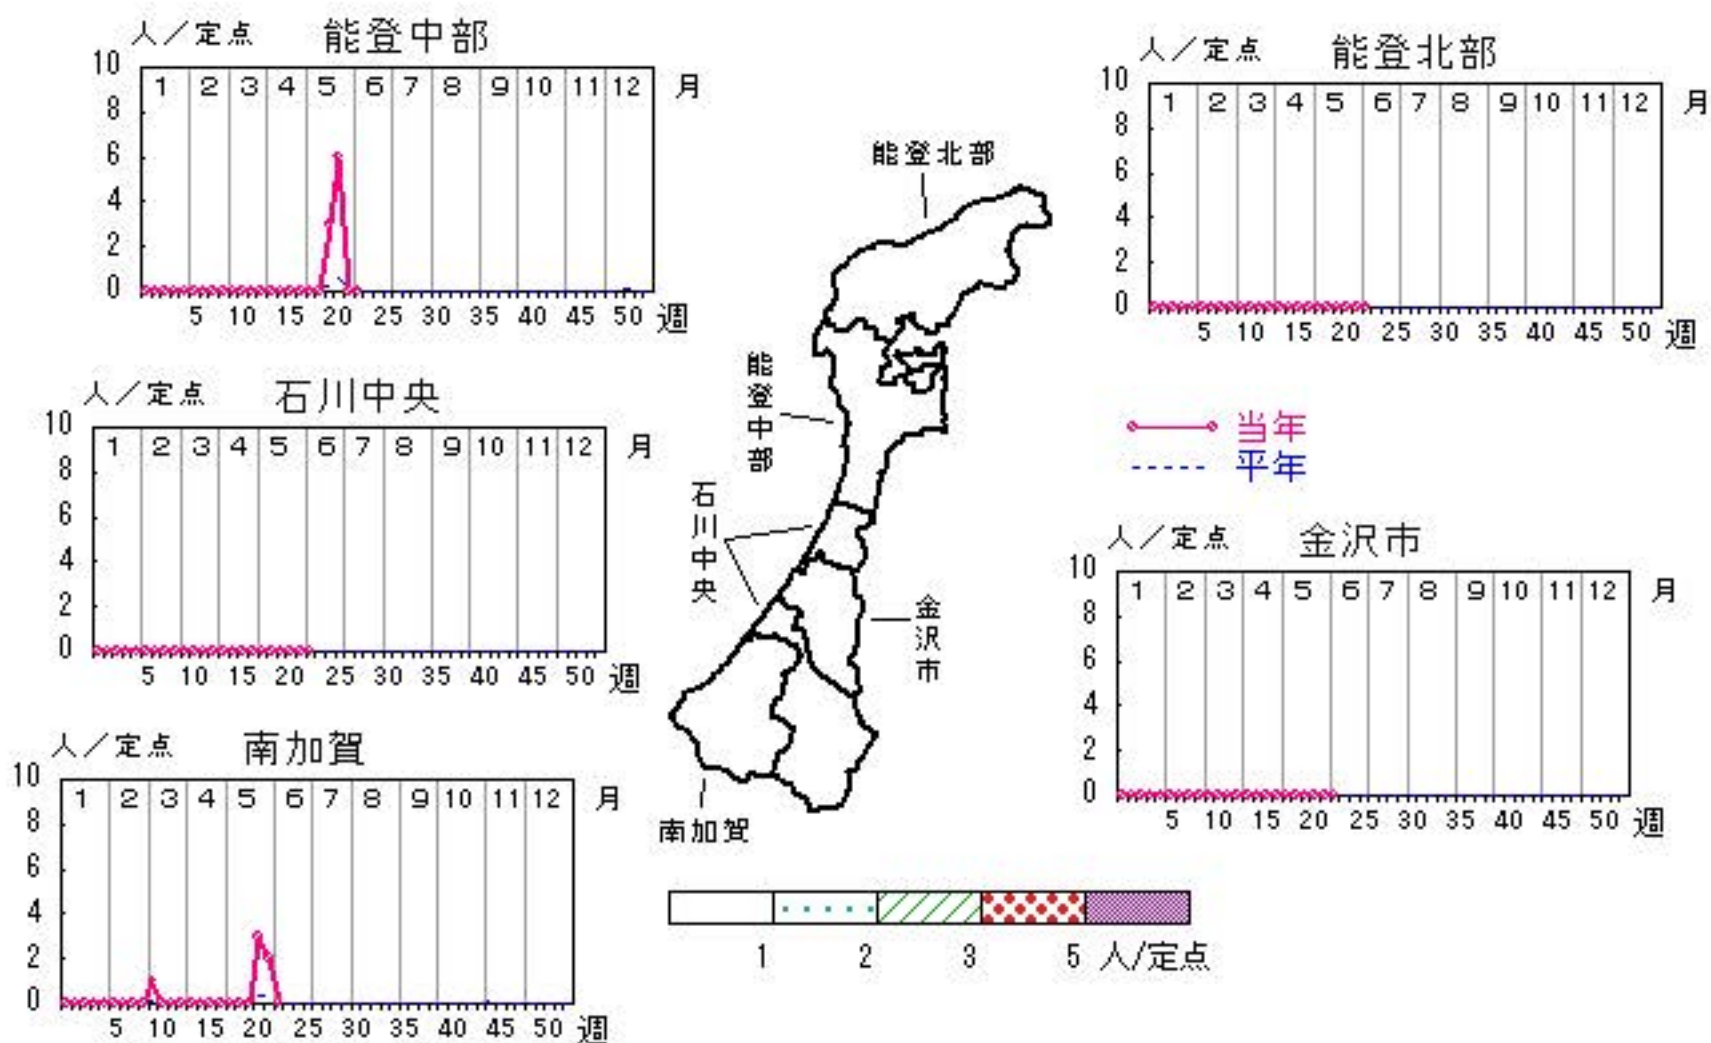 人／定点 能登中部
10 8 6 4 2 0
1 2 3 4 5 6 7 8 9 10 11 12 月
5 10 15 20 25 30 35 40 45 50 週
人／定点 能登北部
10 8 6 4 2 0
1 2 3 4 5 6 7 8 9 10 11 12 月
5 10 15 20 25 30 35 40 45 50 週
人／定点 石川中央
10 8 6 4 2 0
1 2 3 4 5 6 7 8 9 10 11 12 月
5 10 15 20 25 30 35 40 45 50 週
当年
平年
人／定点 金沢市
10 8 6 4 2 0
1 2 3 4 5 6 7 8 9 10 11 12 月
5 10 15 20 25 30 35 40 45 50 週
人／定点 南加賀
10 8 6 4 2 0
1 2 3 4 5 6 7 8 9 10 11 12 月
5 10 15 20 25 30 35 40 45 50 週
能登北部
能登中部
石川中央
金沢市
南加賀
1 2 3 5 人/定点